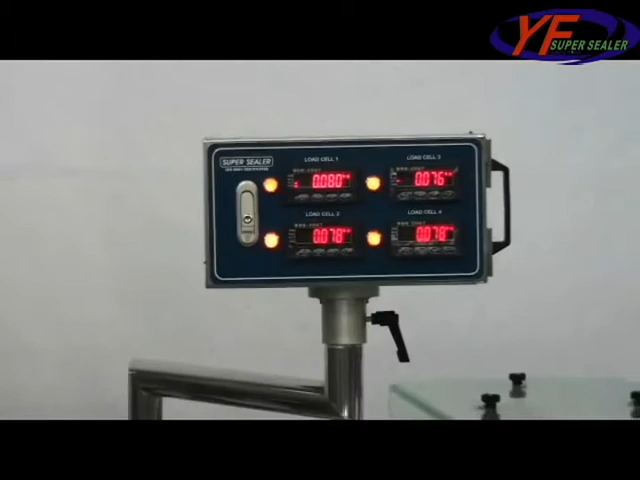 YF SUPER SEALER
SUPER SEALER
LOAD CELL 1
0.080
LOAD CELL 3
0.076
LOAD CELL 2
0.078
LOAD CELL 4
0.078